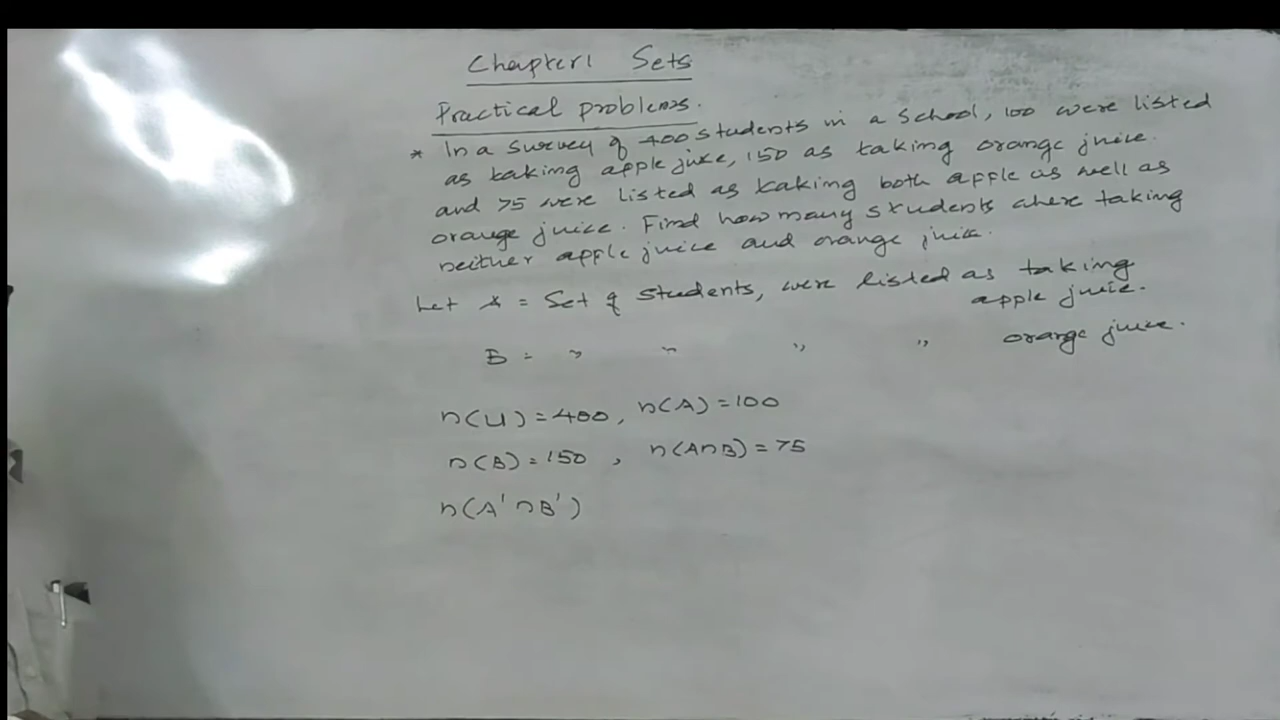 Chapter 1 Sets
Practical problems.
* In a survey of 400 students in a school, 100 were listed
as taking apple juice, 150 as taking orange juice.
and 75 were listed as taking both apple as well as
orange juice. Find how many students where taking
neither apple juice and orange juice.
Let A = Set of students, were listed as taking
apple juice.
B = " " " " orange juice.
n(U) = 400, n(A) = 100
n(B) = 150 , n(A∩B) = 75
n(A' ∩ B')